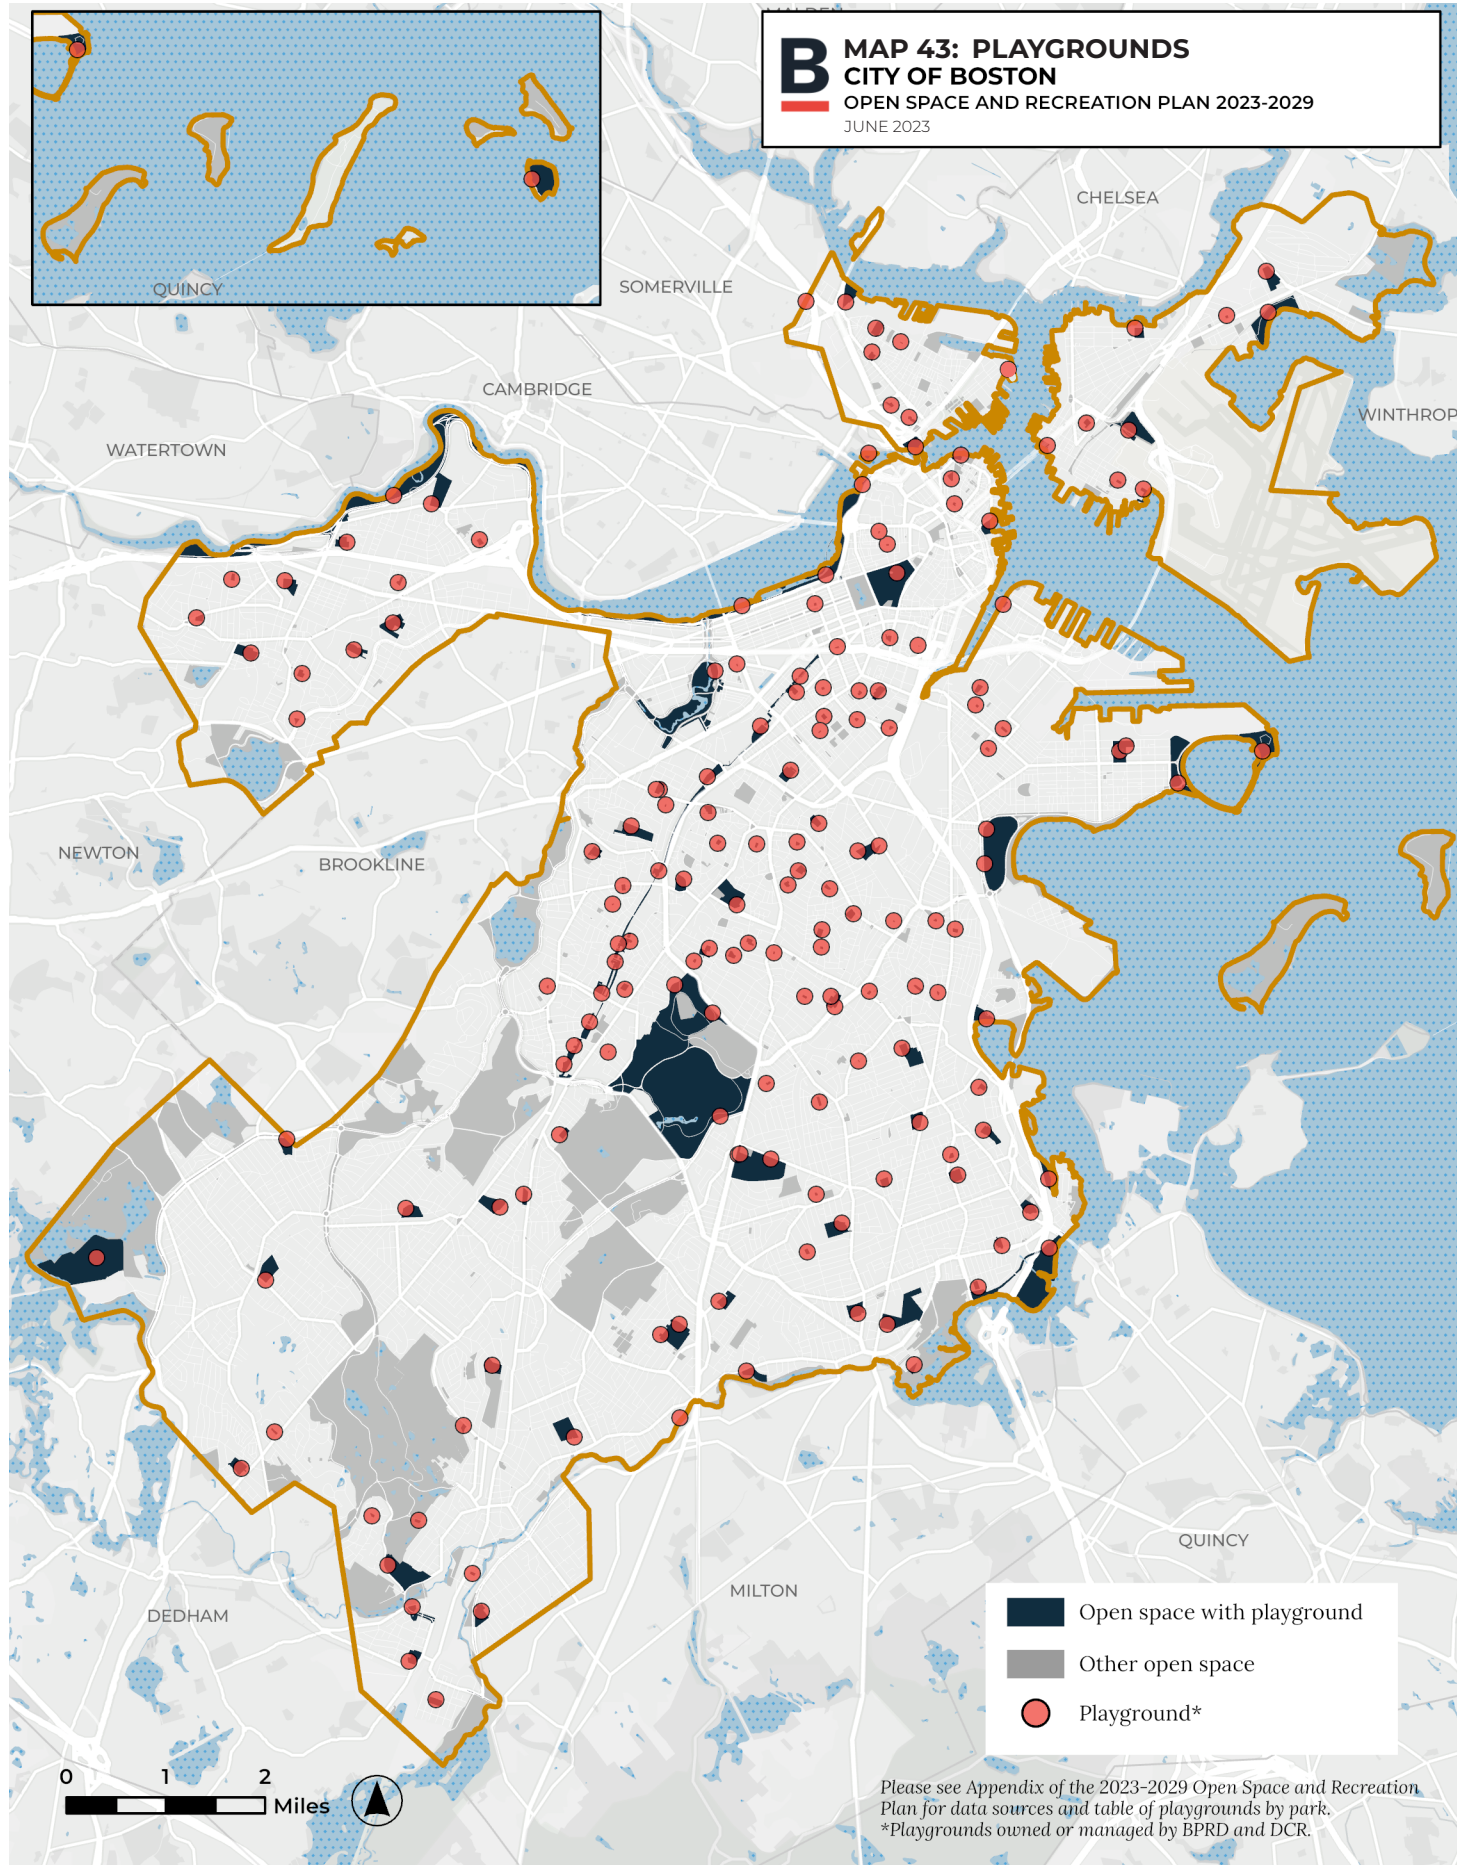 B
MAP 43: PLAYGROUNDS
CITY OF BOSTON
OPEN SPACE AND RECREATION PLAN 2023-2029
JUNE 2023
CHELSEA
QUINCY
SOMERVILLE
CAMBRIDGE
WINTHROP
WATERTOWN
NEWTON
BROOKLINE
QUINCY
MILTON
DEDHAM
Open space with playground
Other open space
Playground*
0 1 2
Miles
Please see Appendix of the 2023-2029 Open Space and Recreation
Plan for data sources and table of playgrounds by park.
*Playgrounds owned or managed by BPRD and DCR.